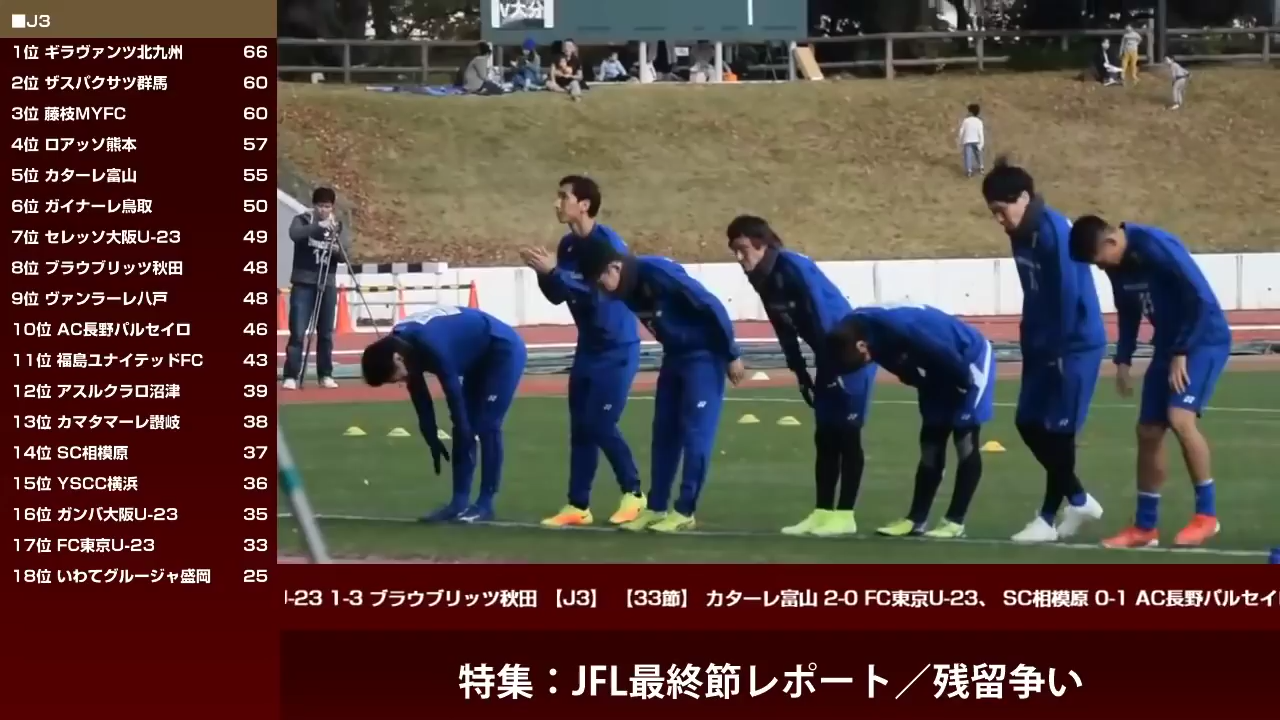 ■J3
1位 ギラヴァンツ北九州 66
2位 ザスパクサツ群馬 60
3位 藤枝MYFC 60
4位 ロアッソ熊本 57
5位 カターレ富山 55
6位 ガイナーレ鳥取 50
7位 セレッソ大阪U-23 49
8位 ブラウブリッツ秋田 48
9位 ヴァンラーレ八戸 48
10位 AC長野パルセイロ 46
11位 福島ユナイテッドFC 43
12位 アスルクラロ沼津 39
13位 カマタマーレ讃岐 38
14位 SC相模原 37
15位 YSCC横浜 36
16位 ガンバ大阪U-23 35
17位 FC東京U-23 33
18位 いわてグルージャ盛岡 25
V大分
14
-23 1-3 ブラウブリッツ秋田 【J3】 【33節】 カターレ富山 2-0 FC東京U-23、 SC相模原 0-1 AC長野パルセイ
特集：JFL最終節レポート／残留争い